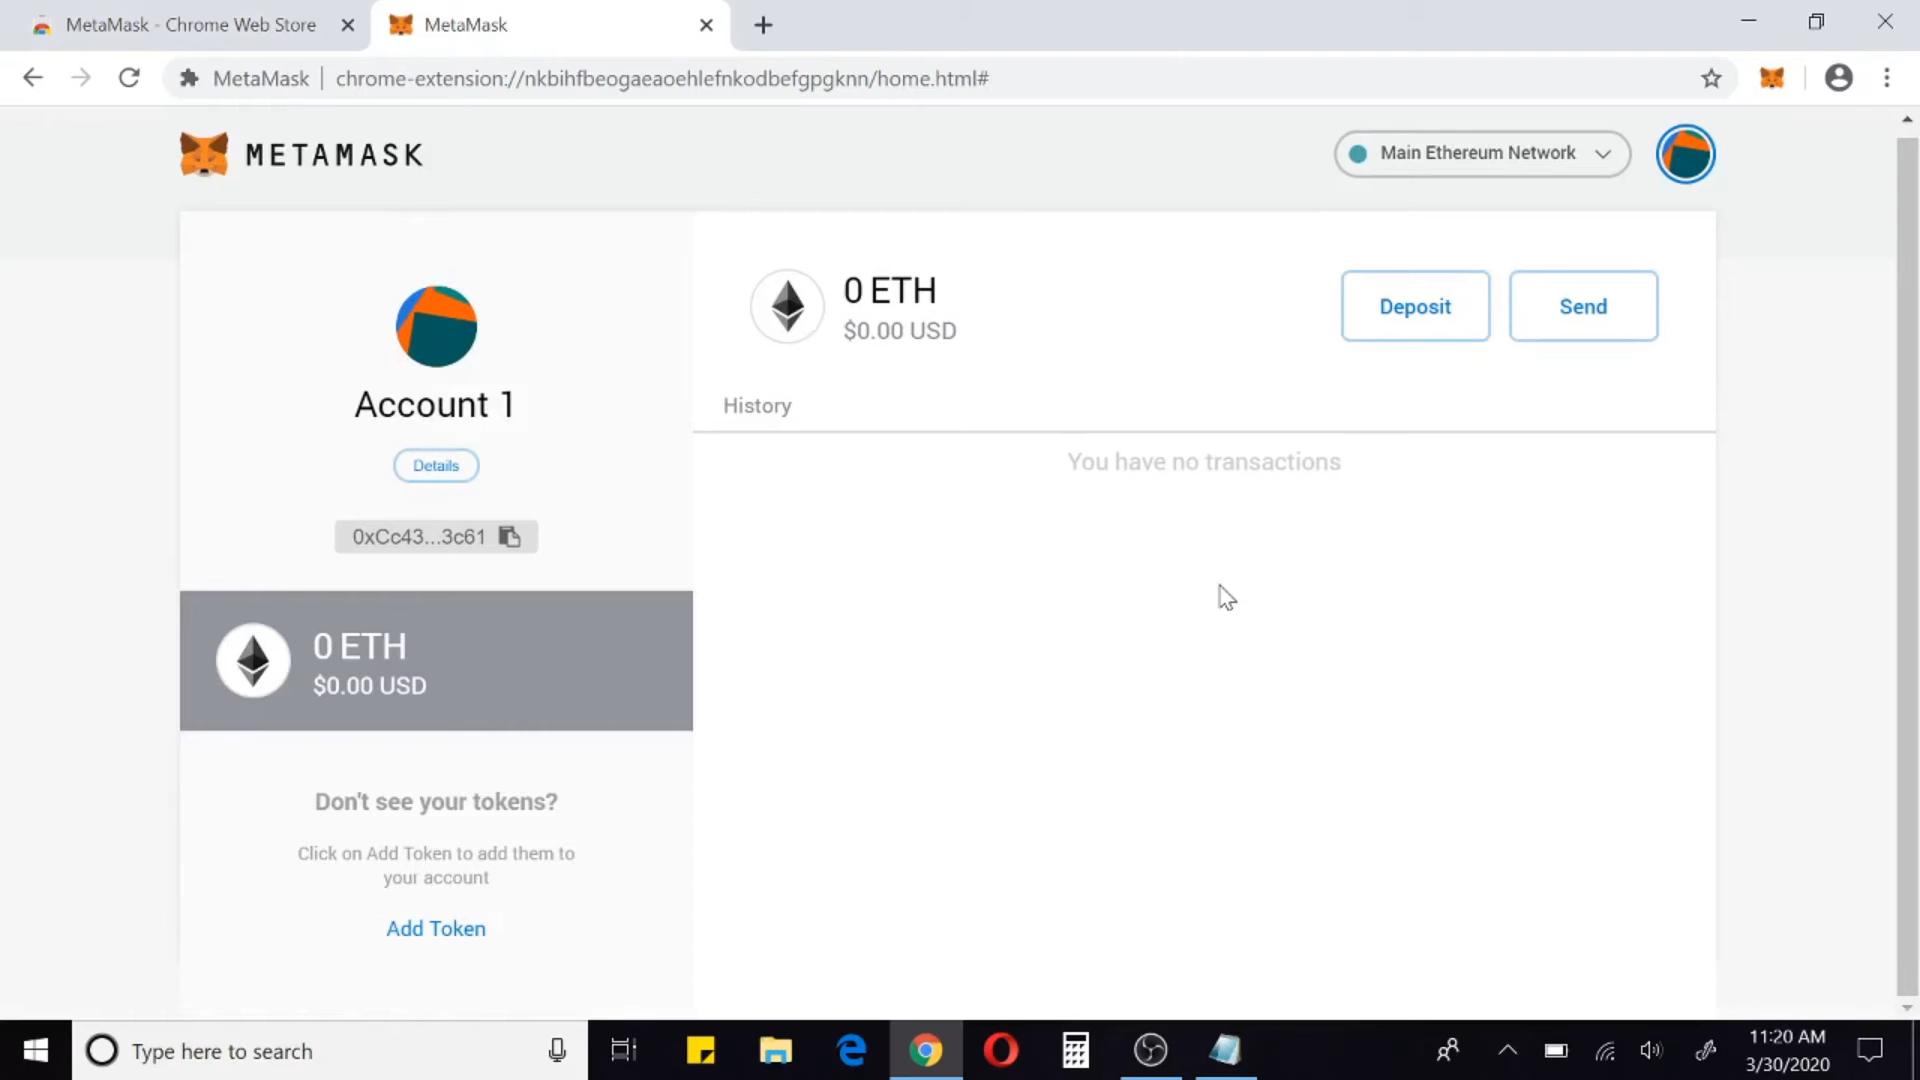 MetaMask - Chrome Web Store
MetaMask
MetaMask | chrome-extension://nkbihfbeogaeaoehlefnkodbefgpgknn/home.html#
METAMASK
Main Ethereum Network
Account 1
Details
0xCc43...3c61
0 ETH
$0.00 USD
Don't see your tokens?
Click on Add Token to add them to
your account
Add Token
0 ETH
$0.00 USD
Deposit
Send
History
You have no transactions
Type here to search
11:20 AM
3/30/2020